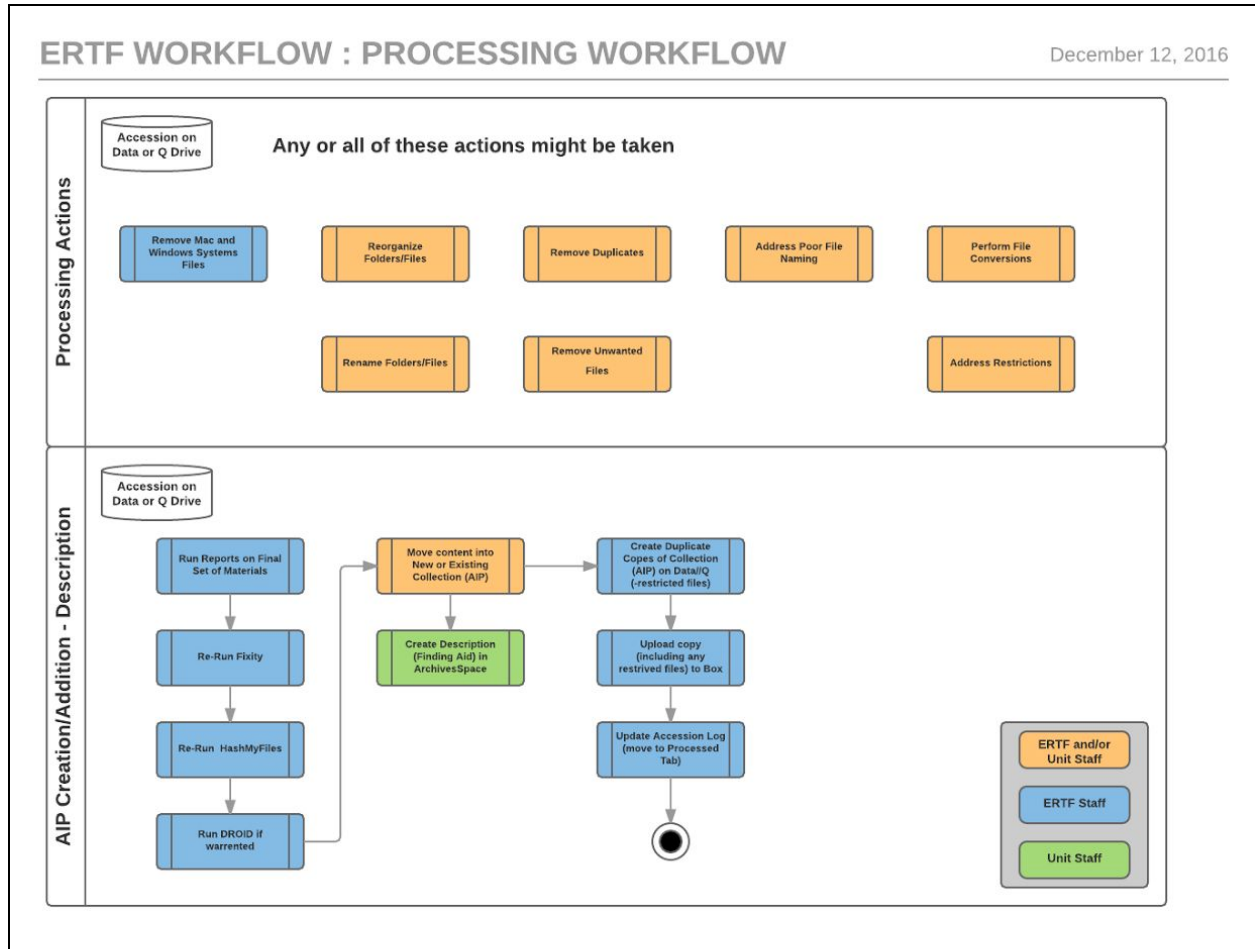 ERTF WORKFLOW : PROCESSING WORKFLOW
December 12, 2016
Processing Actions
Accession on
Data or Q Drive
Any or all of these actions might be taken
Remove Mac and
Windows Systems
Files
Reorganize
Folders/Files
Remove Duplicates
Address Poor File
Naming
Perform File
Conversions
Rename Folders/Files
Remove Unwanted
Files
Address Restrictions
AIP Creation/Addition - Description
Accession on
Data or Q Drive
Run Reports on Final
Set of Materials
Re-Run Fixity
Re-Run HashMyFiles
Run DROID if
warrented
Move content into
New or Existing
Collection (AIP)
Create Description
(Finding Aid) in
ArchivesSpace
Create Duplicate
Copes of Collection
(AIP) on Data//Q
(-restricted files)
Upload copy
(including any
restrived files) to Box
Update Accession Log
(move to Processed
Tab)
ERTF and/or
Unit Staff
ERTF Staff
Unit Staff